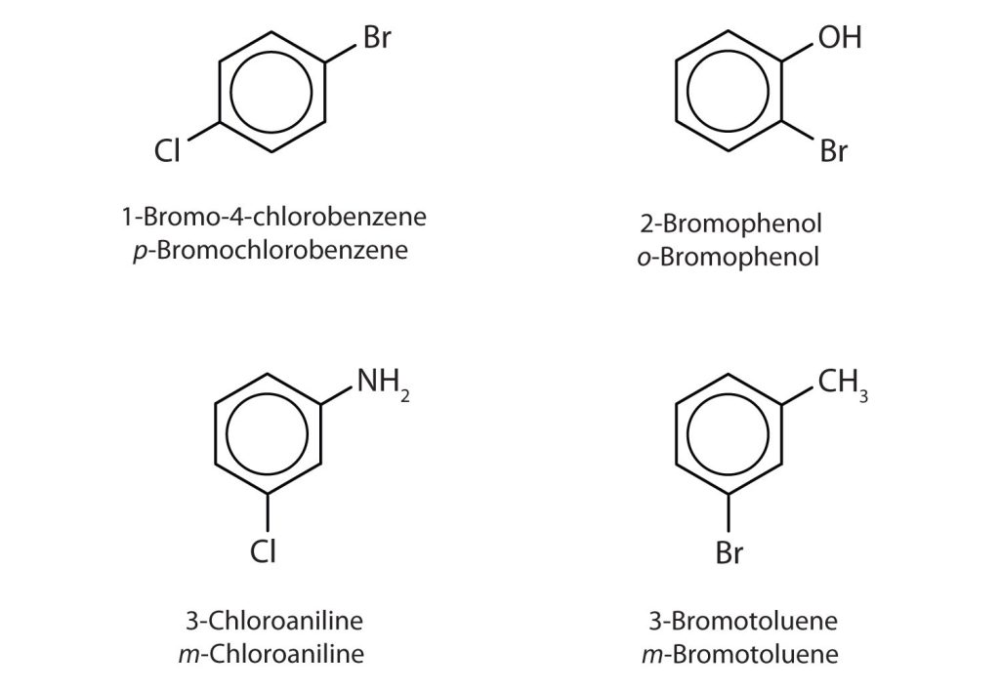 Br
Cl
1-Bromo-4-chlorobenzene
p-Bromochlorobenzene
OH
Br
2-Bromophenol
o-Bromophenol
NH₂
Cl
3-Chloroaniline
m-Chloroaniline
CH₃
Br
3-Bromotoluene
m-Bromotoluene